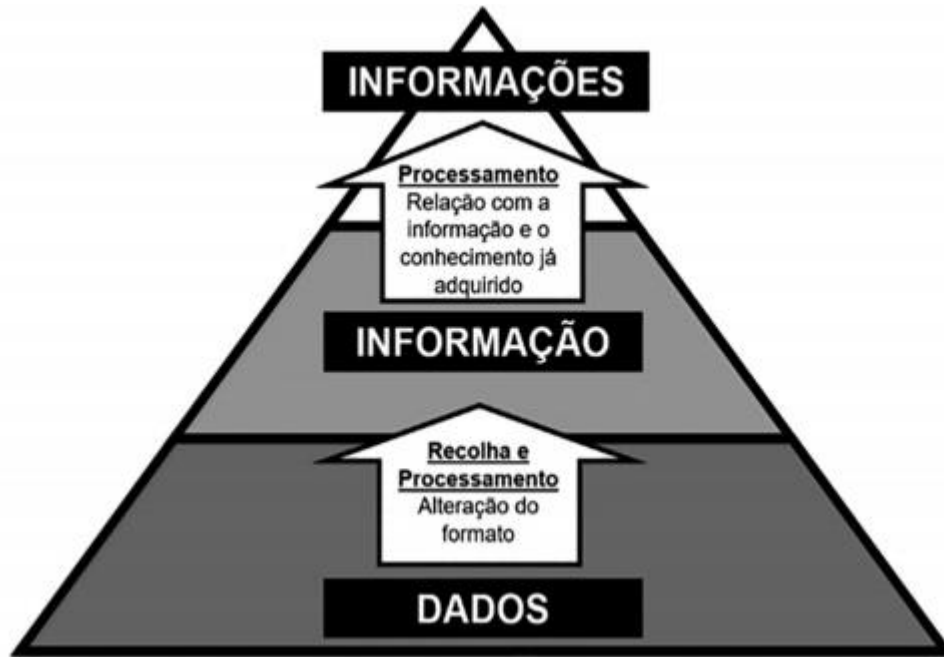 INFORMAÇÕES
Processamento
Relação com a
informação e o
conhecimento já
adquirido
INFORMAÇÃO
Recolha e
Processamento
Alteração do
formato
DADOS